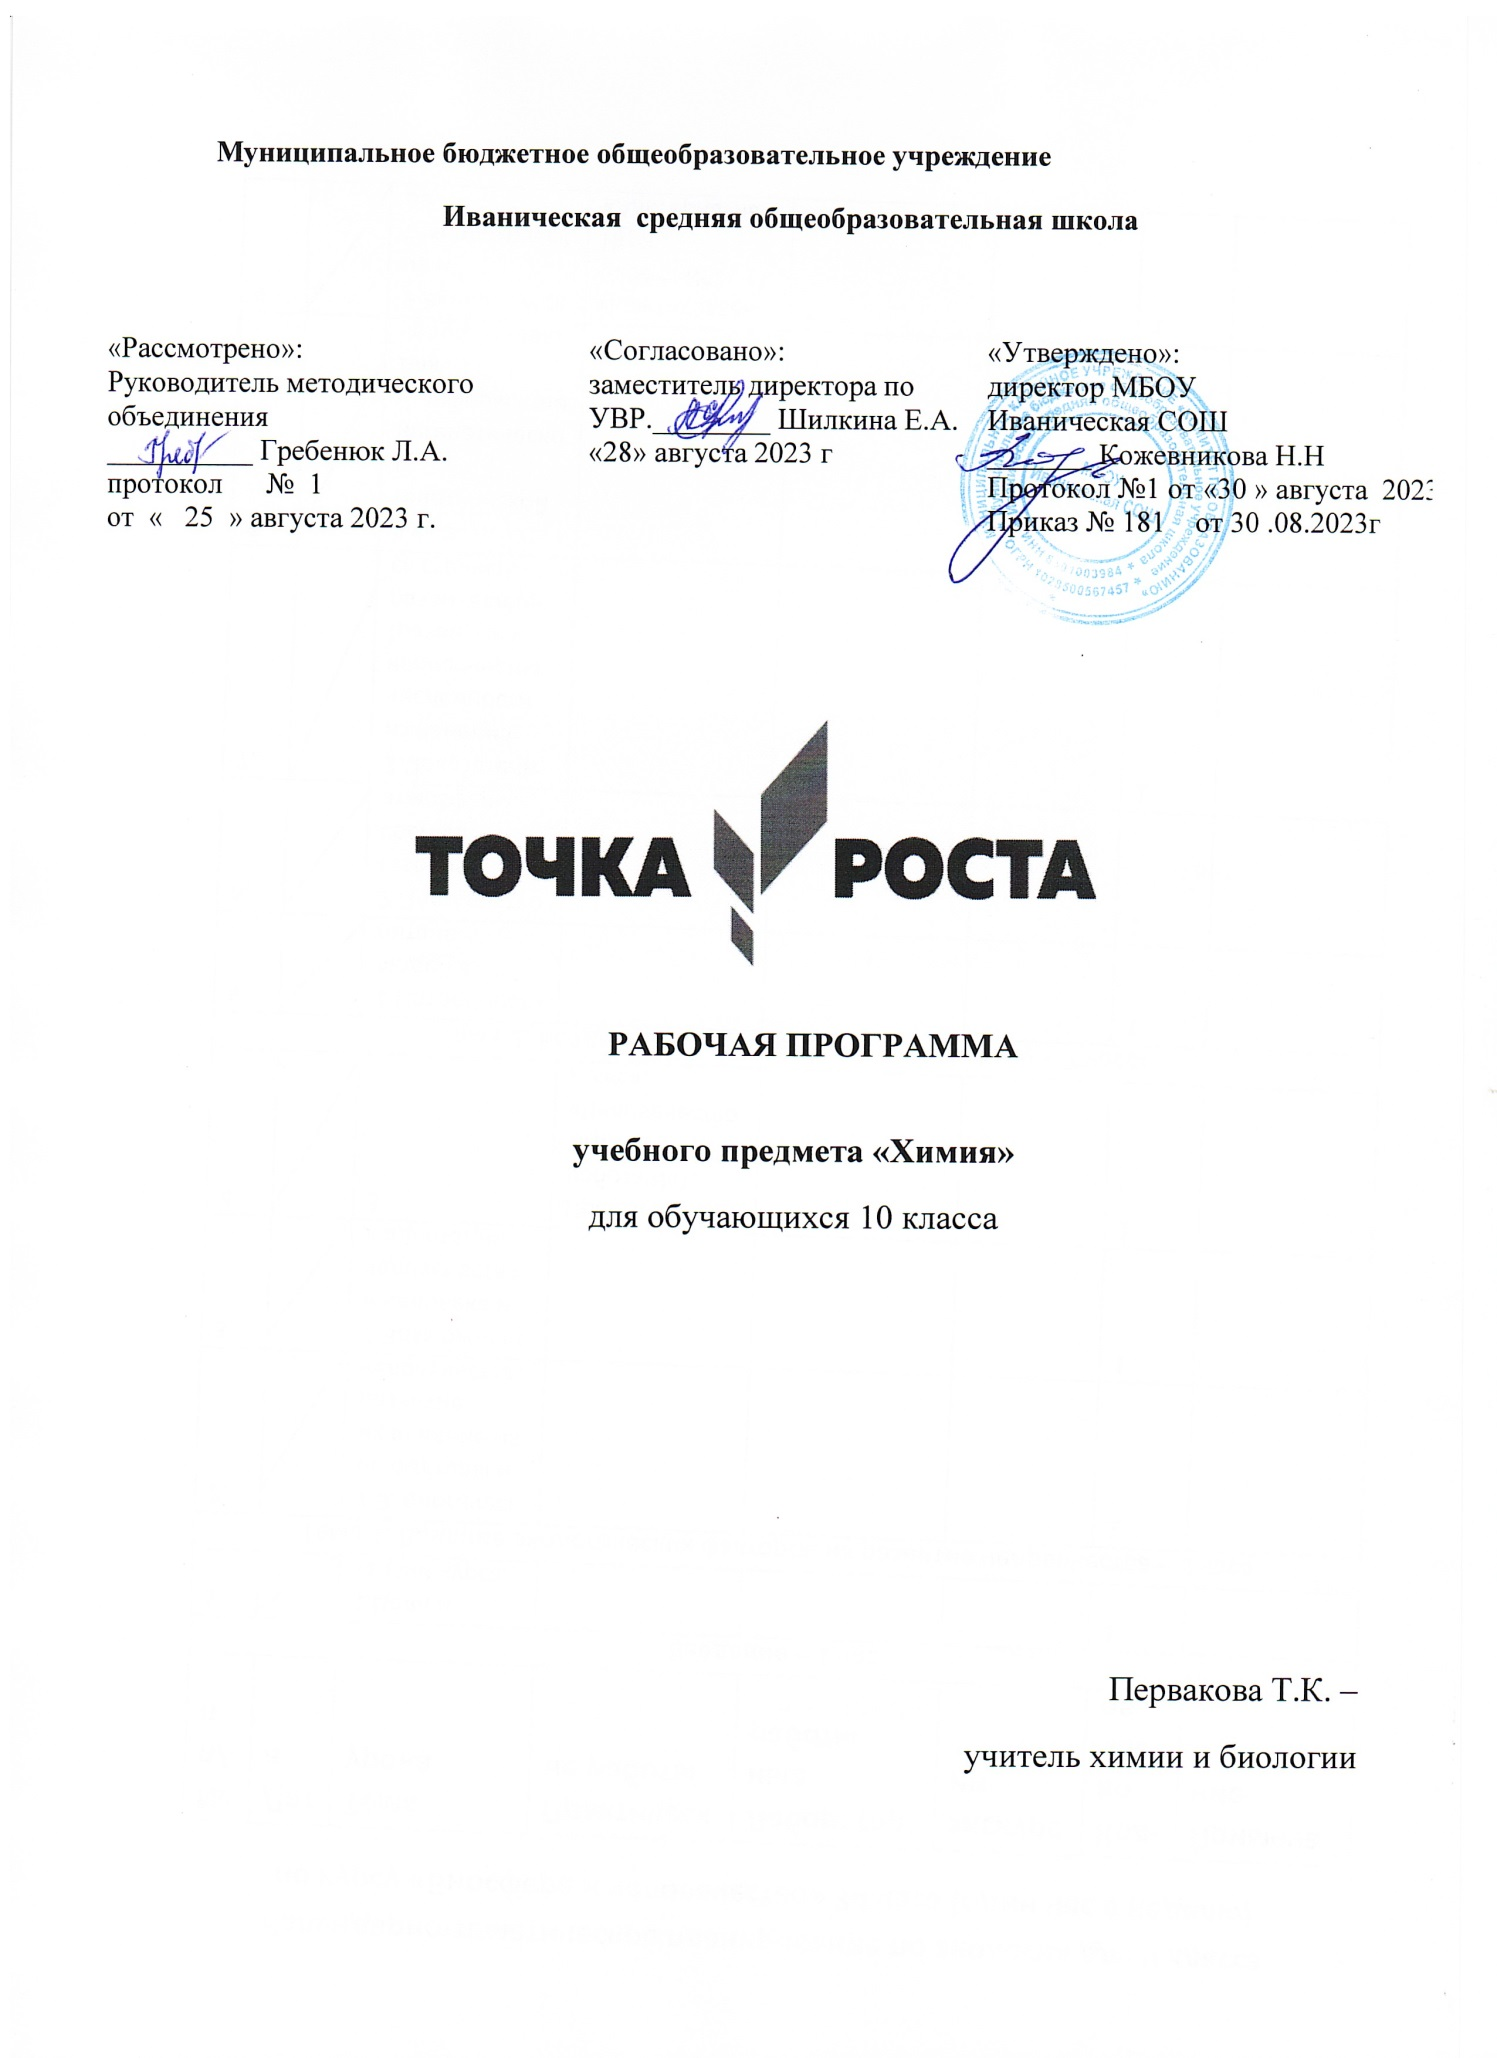 Муниципальное бюджетное общеобразовательное учреждение
Иваническая средняя общеобразовательная школа
«Рассмотрено»:
Руководитель методического
объединения
__________ Гребенюк Л.А.
протокол № 1
от « 25 » августа 2023 г.
«Согласовано»:
заместитель директора по
УВР.________ Шилкина Е.А.
«28» августа 2023 г
«Утверждено»:
директор МБОУ
Иваническая СОШ
________Кожевникова Н.Н
Протокол №1 от «30 » августа 2023
Приказ № 181 от 30 .08.2023г
ТОЧКА РОСТА
РАБОЧАЯ ПРОГРАММА
учебного предмета «Химия»
для обучающихся 10 класса
Первакова Т.К. –
учитель химии и биологии